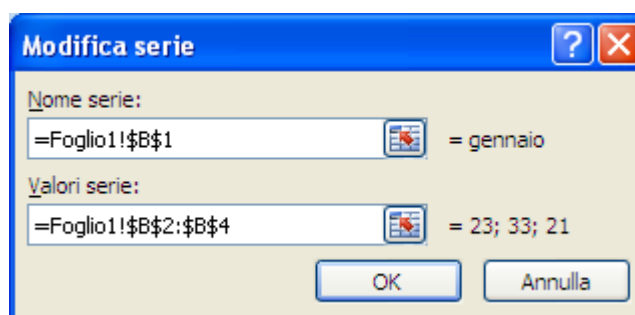 Modifica serie
Nome serie:
=Foglio1!$B$1 = gennaio
Valori serie:
=Foglio1!$B$2:$B$4 = 23; 33; 21
OK Annulla